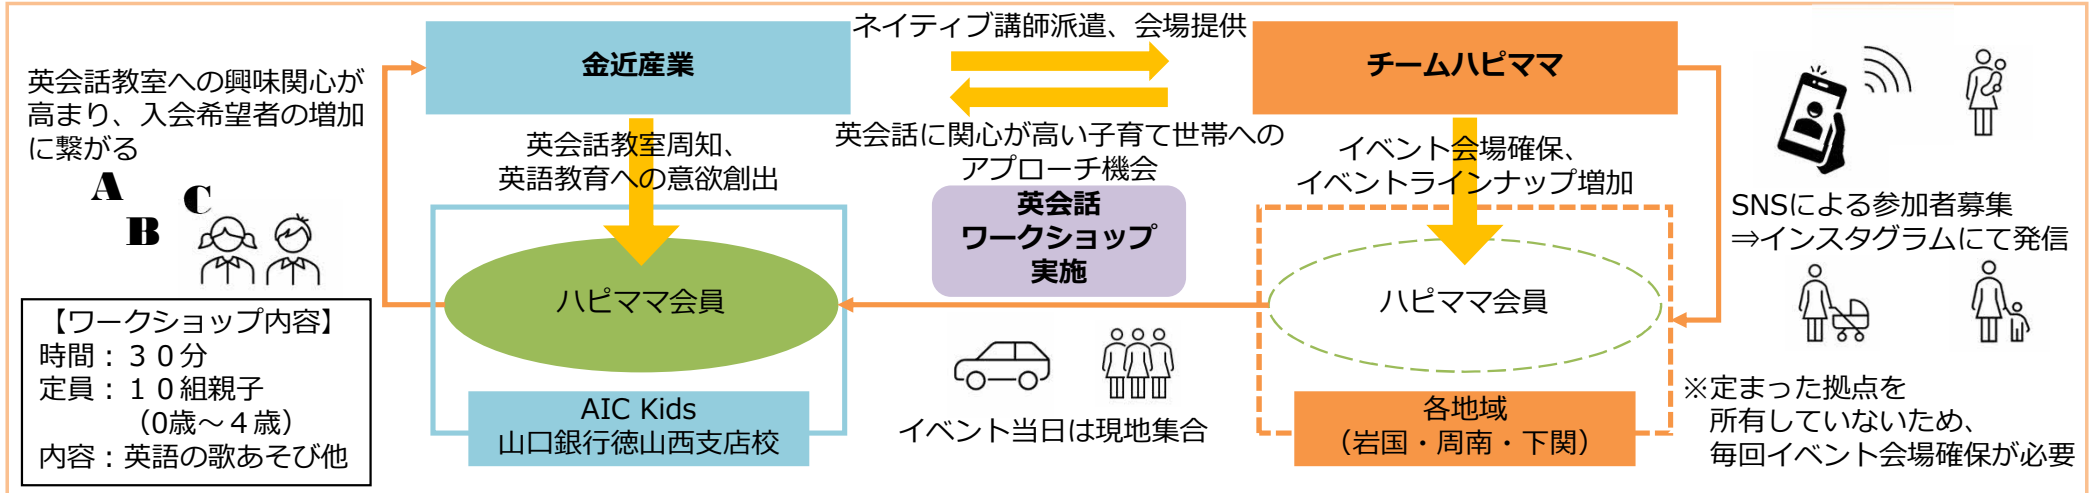 ネイティブ講師派遣、会場提供
金近産業
チームハピママ
英会話教室への興味関心が
高まり、入会希望者の増加
に繋がる
A
B
C
英会話教室周知、
英語教育への意欲創出
英会話に関心が高い子育て世帯への
アプローチ機会
英会話
ワークショップ
実施
イベント会場確保、
イベントラインナップ増加
SNSによる参加者募集
⇒インスタグラムにて発信
ハピママ会員
ハピママ会員
【ワークショップ内容】
時間：３０分
定員：１０組親子
（0歳～４歳）
内容：英語の歌あそび他
AIC Kids
山口銀行徳山西支店校
イベント当日は現地集合
各地域
（岩国・周南・下関）
※定まった拠点を
所有していないため、
毎回イベント会場確保が必要